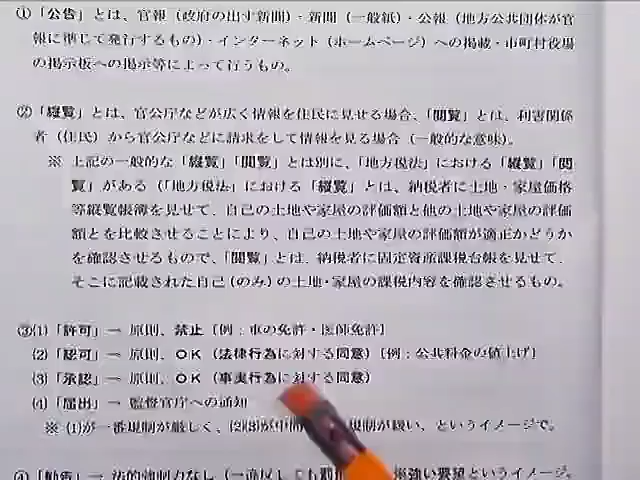 ①「公告」とは、官報（政府の出す新聞）・新聞（一般紙）・公報（地方公共団体が官
報に準じて発行するもの）・インターネット（ホームページ）への掲載・市町村役場
の掲示板への掲示等によって行うもの。
②「縦覧」とは、官公庁などが広く情報を住民に見せる場合、「閲覧」とは、利害関係
者（住民）から官公庁などに請求をして情報を見る場合（一般的な意味）。
※ 上記の一般的な「縦覧」「閲覧」とは別に、「地方税法」における「縦覧」「閲
覧」がある（「地方税法」における「縦覧」とは、納税者に土地・家屋価格
等縦覧帳簿を見せて、自己の土地や家屋の評価額と他の土地や家屋の評価
額とを比較させることにより、自己の土地や家屋の評価額が適正かどうか
を確認させるもので、「閲覧」とは、納税者に固定資産課税台帳を見せて、
そこに記載された自己（のみ）の土地・家屋の課税内容を確認させるもの。
③(1)「許可」→ 原則、禁止［例：車の免許・医師免許］
(2)「認可」→ 原則、ＯＫ（法律行為に対する同意）［例：公共料金の値上げ］
(3)「承認」→ 原則、ＯＫ（事実行為に対する同意）
(4)「届出」→ 監督官庁への通知
※ (1)が一番規制が厳しく、(2)(3)が中間 規制が緩い、というイメージで。
④「勧告」→ 法的強制力なし（→違反しても罰 強い要望というイメージ。